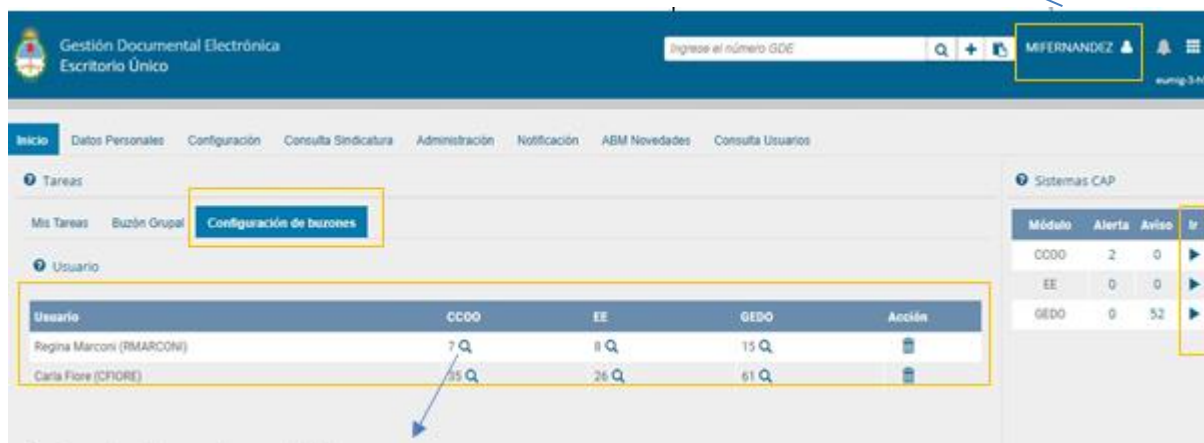 Gestión Documental Electrónica
Escritorio Único
Ingrese el número GDE
MIFERNANDEZ
Inicio Datos Personales Configuración Consulta Sindicatura Administración Notificación ABM Novedades Consulta Usuarios
Tareas
Sistemas CAP
Mis Tareas Buzón Grupal Configuración de buzones
Módulo Alerta Aviso Ir
CCOO 2 0
EE 0 0
GEDO 0 52
Usuario
Usuario CCOO EE GEDO Acción
Regina Marconi (RMARCONI) 7 8 15
Carla Fiore (CFIORE) 35 26 61